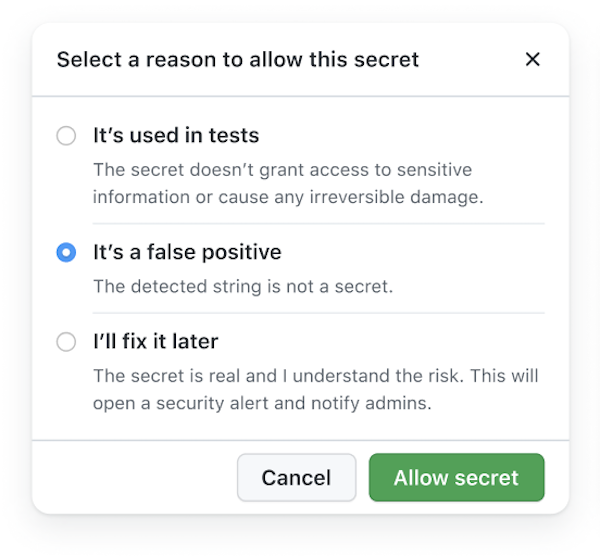 Select a reason to allow this secret
It’s used in tests
The secret doesn’t grant access to sensitive
information or cause any irreversible damage.
It’s a false positive
The detected string is not a secret.
I’ll fix it later
The secret is real and I understand the risk. This will
open a security alert and notify admins.
Cancel
Allow secret